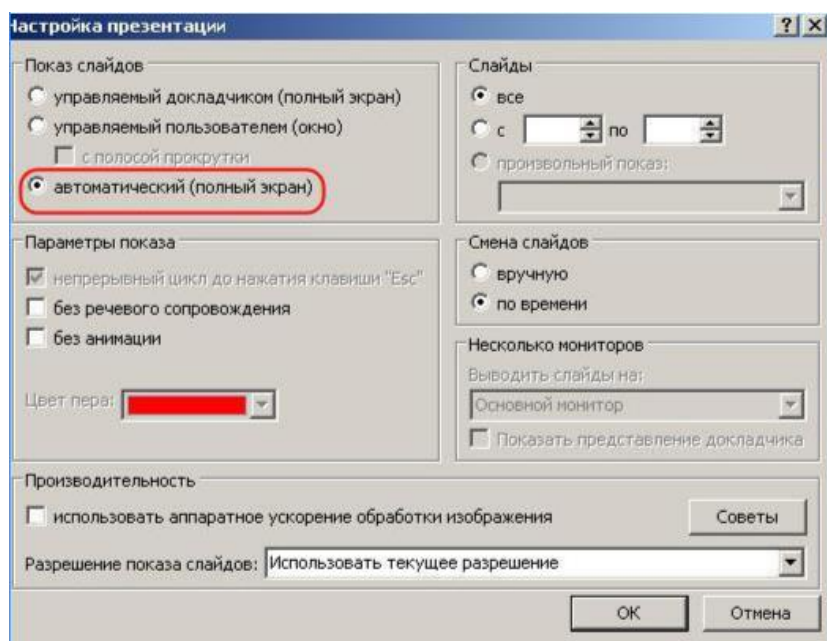 Настройка презентации
Показ слайдов
управляемый докладчиком (полный экран)
управляемый пользователем (окно)
с полосой прокрутки
автоматический (полный экран)
Слайды
все
с по
произвольный показ:
Параметры показа
непрерывный цикл до нажатия клавиши "Esc"
без речевого сопровождения
без анимации
Цвет пера:
Смена слайдов
вручную
по времени
Несколько мониторов
Выводить слайды на:
Основной монитор
Показать представление докладчика
Производительность
использовать аппаратное ускорение обработки изображения
Советы
Разрешение показа слайдов: Использовать текущее разрешение
ОК Отмена